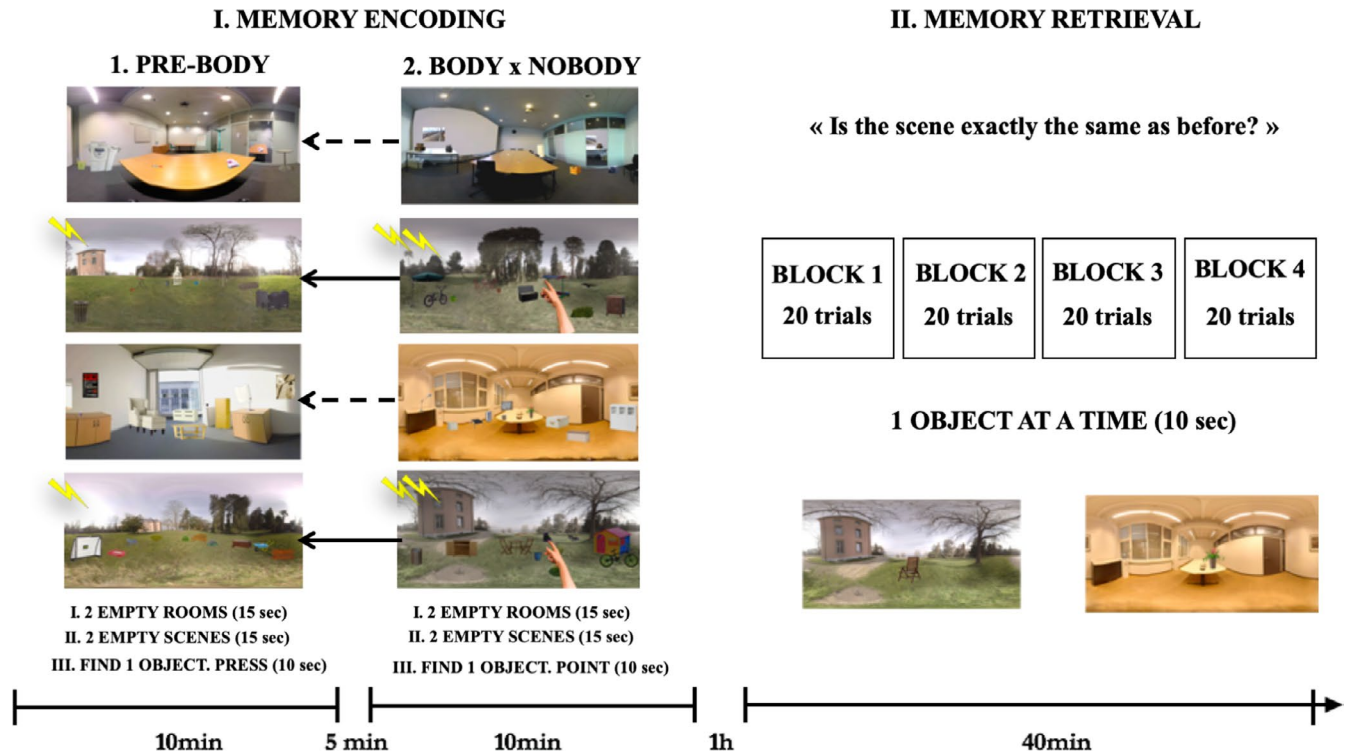 I. MEMORY ENCODING
1. PRE-BODY
2. BODY x NOBODY
I. 2 EMPTY ROOMS (15 sec)
II. 2 EMPTY SCENES (15 sec)
III. FIND 1 OBJECT. PRESS (10 sec)
I. 2 EMPTY ROOMS (15 sec)
II. 2 EMPTY SCENES (15 sec)
III. FIND 1 OBJECT. POINT (10 sec)
II. MEMORY RETRIEVAL
« Is the scene exactly the same as before? »
BLOCK 1
20 trials
BLOCK 2
20 trials
BLOCK 3
20 trials
BLOCK 4
20 trials
1 OBJECT AT A TIME (10 sec)
10min
5 min
10min
1h
40min